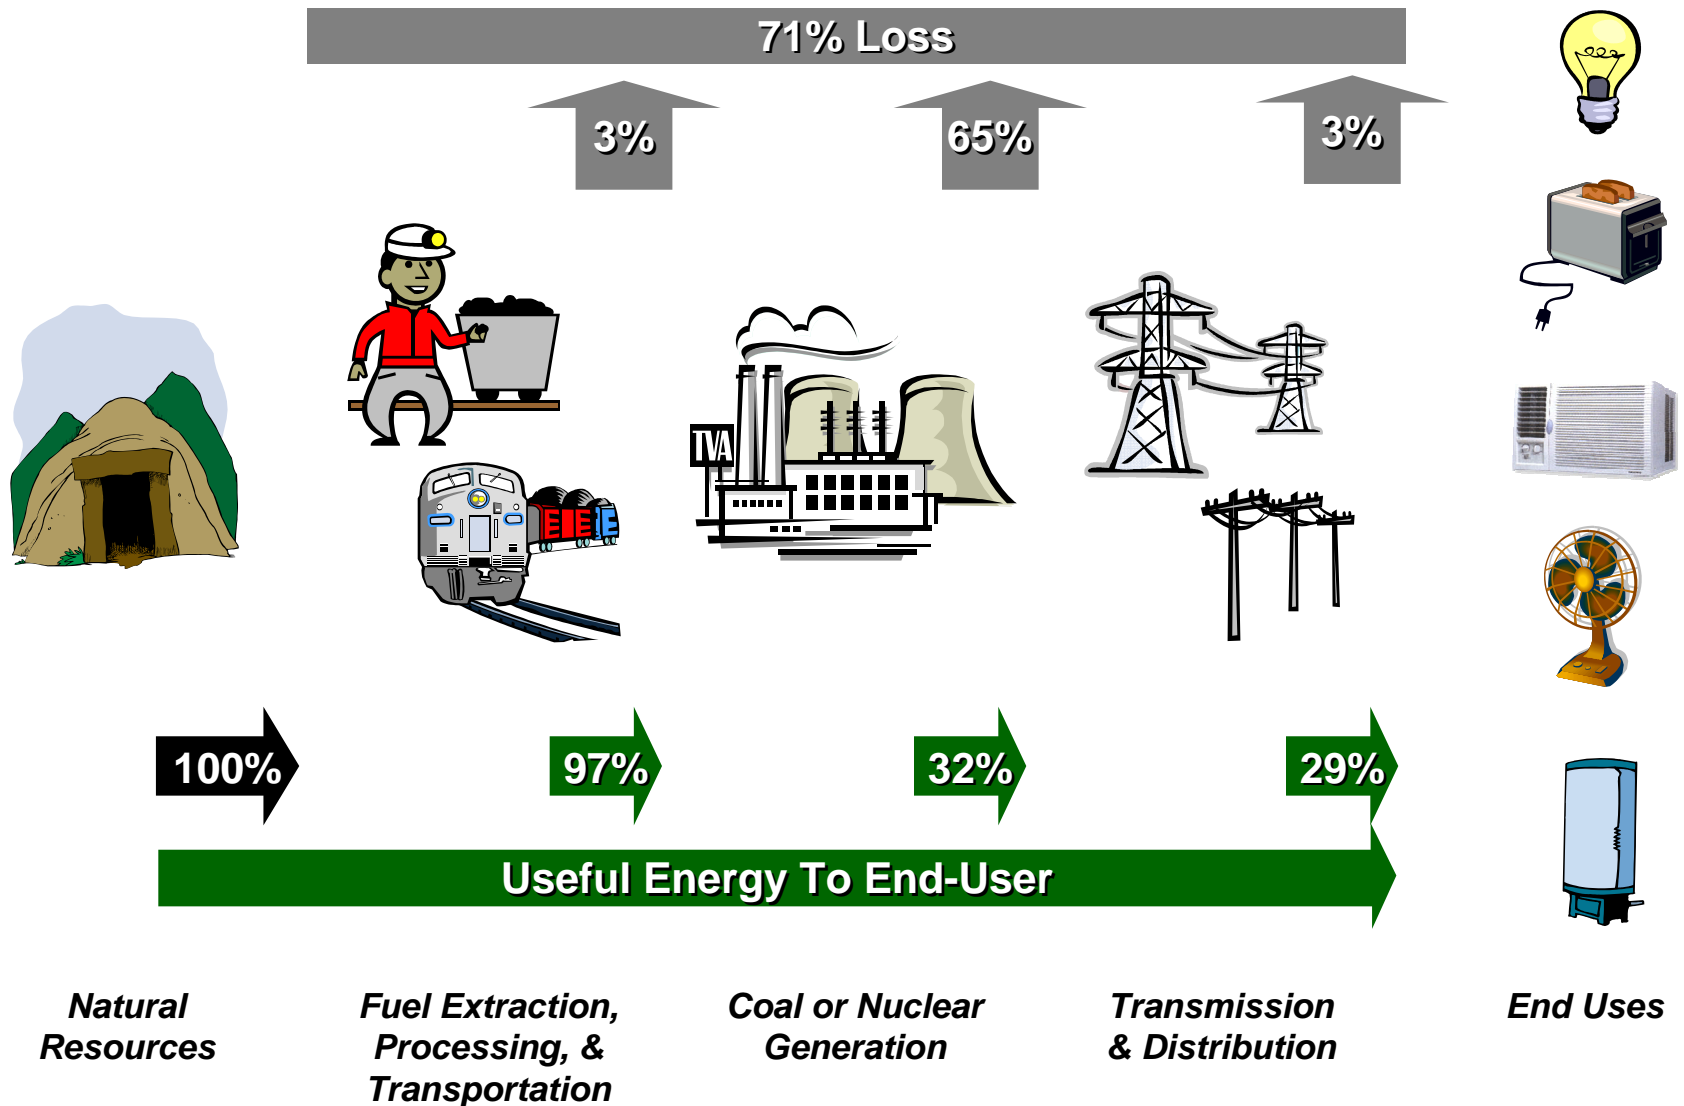 71% Loss
3%
65%
3%
TVA
100%
97%
32%
29%
Useful Energy To End-User
Natural
Resources
Fuel Extraction,
Processing, &
Transportation
Coal or Nuclear
Generation
Transmission
& Distribution
End Uses